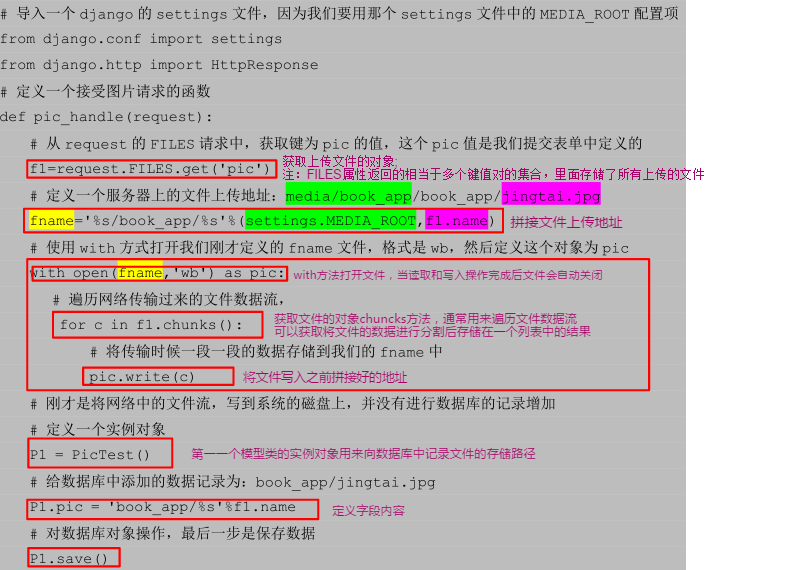 # 导入一个 django 的 settings 文件，因为我们要用那个 settings 文件中的 MEDIA_ROOT 配置项
from django.conf import settings
from django.http import HttpResponse
# 定义一个接受图片请求的函数
def pic_handle(request):
# 从 request 的 FILES 请求中，获取键为 pic 的值，这个 pic 值是我们提交表单中定义的
f1=request.FILES.get('pic')
获取上传文件的对象;
注：FILES属性返回的相当于多个键值对的集合，里面存储了所有上传的文件
# 定义一个服务器上的文件上传地址：media/book_app/book_app/jingtai.jpg
fname='%s/book_app/%s'%(settings.MEDIA_ROOT,f1.name) 拼接文件上传地址
# 使用 with 方式打开我们刚才定义的 fname 文件，格式是 wb，然后定义这个对象为 pic
with open(fname,'wb') as pic: with方法打开文件，当读取和写入操作完成后文件会自动关闭
# 遍历网络传输过来的文件数据流，
for c in f1.chunks():
获取文件的对象chuncks方法，通常用来遍历文件数据流
可以获取将文件的数据进行分割后存储在一个列表中的结果
# 将传输时候一段一段的数据存储到我们的 fname 中
pic.write(c) 将文件写入之前拼接好的地址
# 刚才是将网络中的文件流，写到系统的磁盘上，并没有进行数据库的记录增加
# 定义一个实例对象
P1 = PicTest() 第一一个模型类的实例对象用来向数据库中记录文件的存储路径
# 给数据库中添加的数据记录为：book_app/jingtai.jpg
P1.pic = 'book_app/%s'%f1.name 定义字段内容
# 对数据库对象操作，最后一步是保存数据
P1.save()